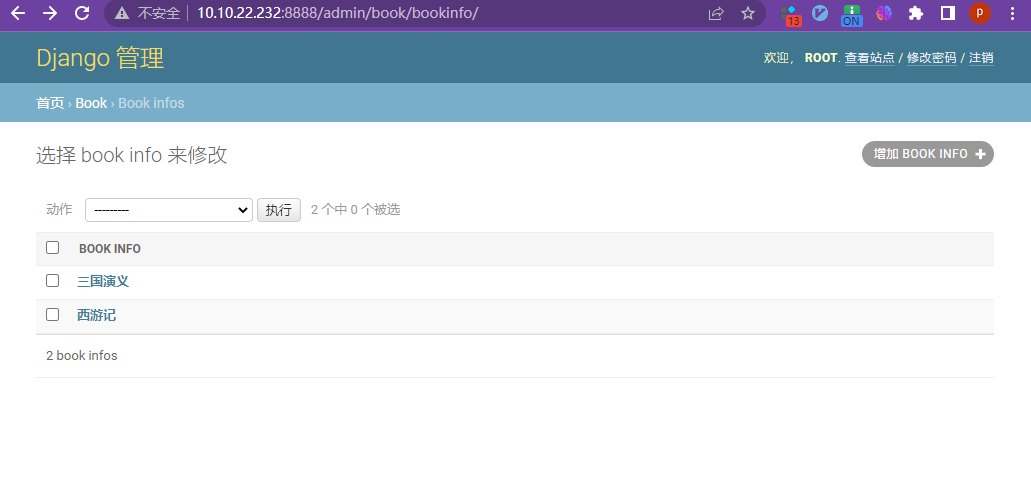 不安全 10.10.22.232:8888/admin/book/bookinfo/ 13 ON p
Django 管理 欢迎， ROOT. 查看站点 / 修改密码 / 注销
首页 › Book › Book infos
选择 book info 来修改 增加 BOOK INFO
动作 --------- 执行 2 个中 0 个被选
BOOK INFO
三国演义
西游记
2 book infos